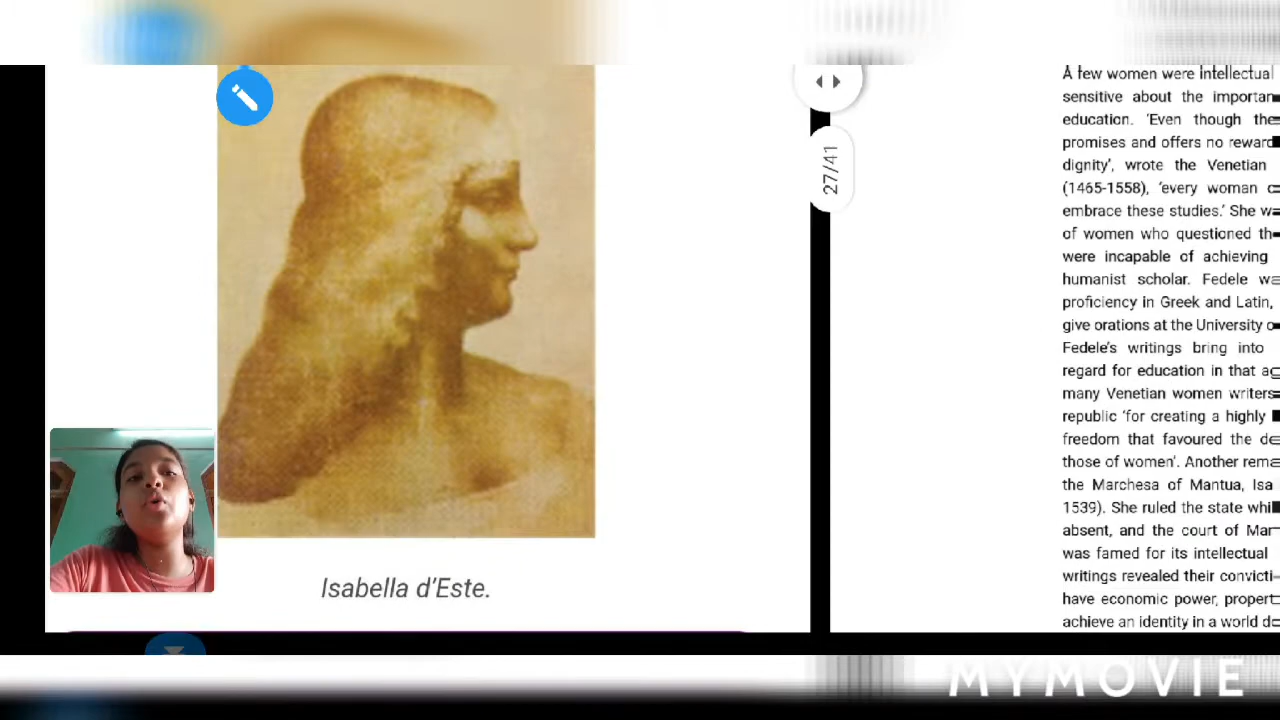 27/41
Isabella d'Este.
A few women were intellectual
sensitive about the
education. 'Even though
promises and offers no reward
dignity', wrote the Venetian
(1465-1558), 'every woman
embrace these studies.' She
of women who questioned
were incapable of achieving
humanist scholar. Fedele
proficiency in Greek and Latin,
give orations at the University
Fedele's writings bring into
regard for education in that
many Venetian women writers
republic 'for creating a highly
freedom that favoured the
those of women'. Another
the Marchesa of Mantua,
1539). She ruled the state
absent, and the court of
was famed for its intellectual
writings revealed their
have economic power,
achieve an identity in a world
MYMOVIE